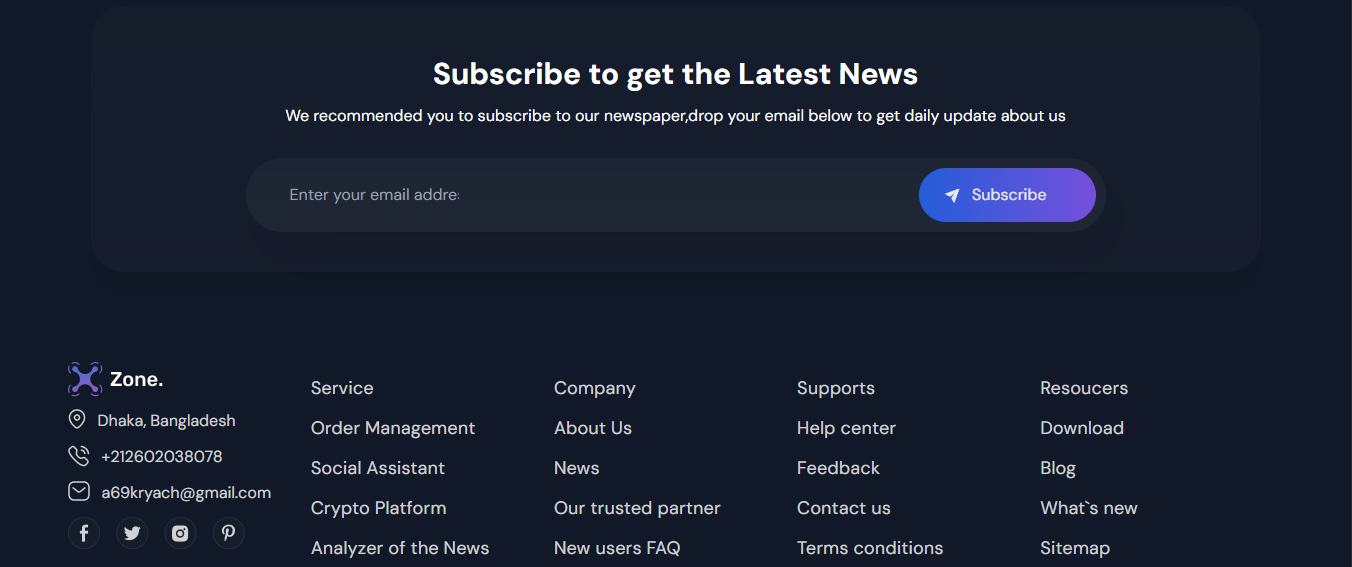 Subscribe to get the Latest News
We recommended you to subscribe to our newspaper,drop your email below to get daily update about us
Enter your email addre
Subscribe
Zone.
Dhaka, Bangladesh
+212602038078
a69kryach@gmail.com
Service
Order Management
Social Assistant
Crypto Platform
Analyzer of the News
Company
About Us
News
Our trusted partner
New users FAQ
Supports
Help center
Feedback
Contact us
Terms conditions
Resoucers
Download
Blog
What`s new
Sitemap